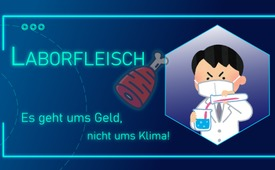 LABORFLEISCH
Es geht ums Geld,
nicht ums Klima!